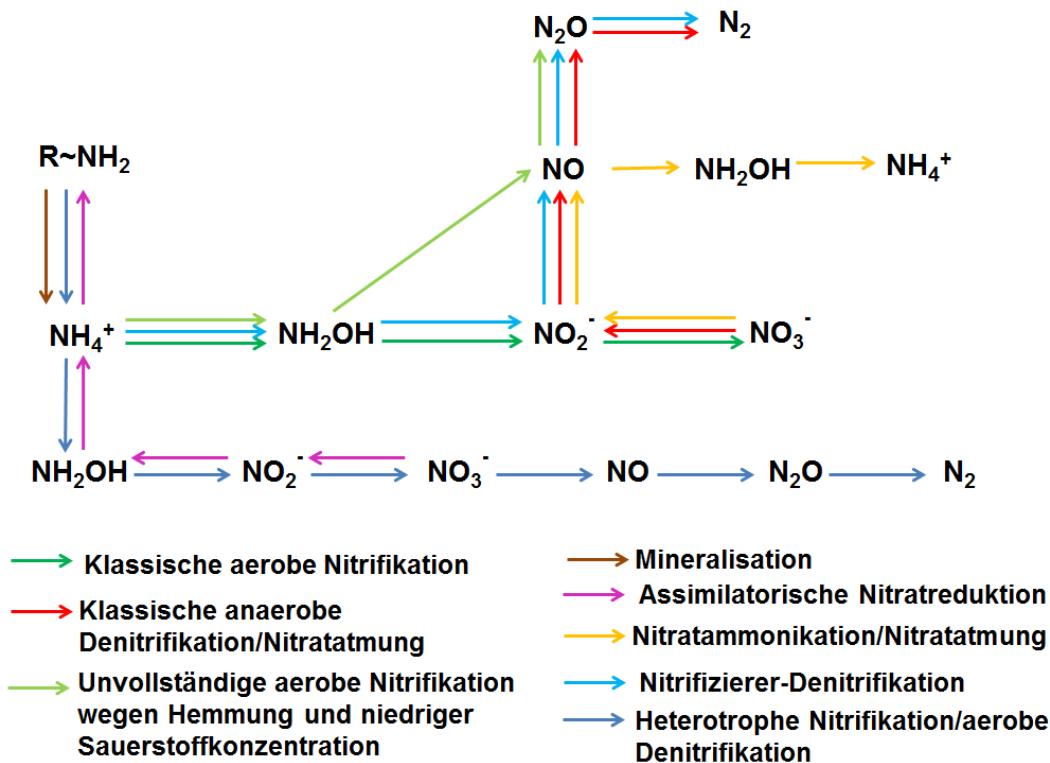 N₂O N₂
R~NH₂ NO NH₂OH NH₄⁺
NH₄⁺ NH₂OH NO₂⁻ NO₃⁻
NH₂OH NO₂⁻ NO₃⁻ NO N₂O N₂
Klassische aerobe Nitrifikation
Klassische anaerobe
Denitrifikation/Nitratatmung
Unvollständige aerobe Nitrifikation
wegen Hemmung und niedriger
Sauerstoffkonzentration
Mineralisation
Assimilatorische Nitratreduktion
Nitratammonikation/Nitratatmung
Nitrifizierer-Denitrifikation
Heterotrophe Nitrifikation/aerobe
Denitrifikation